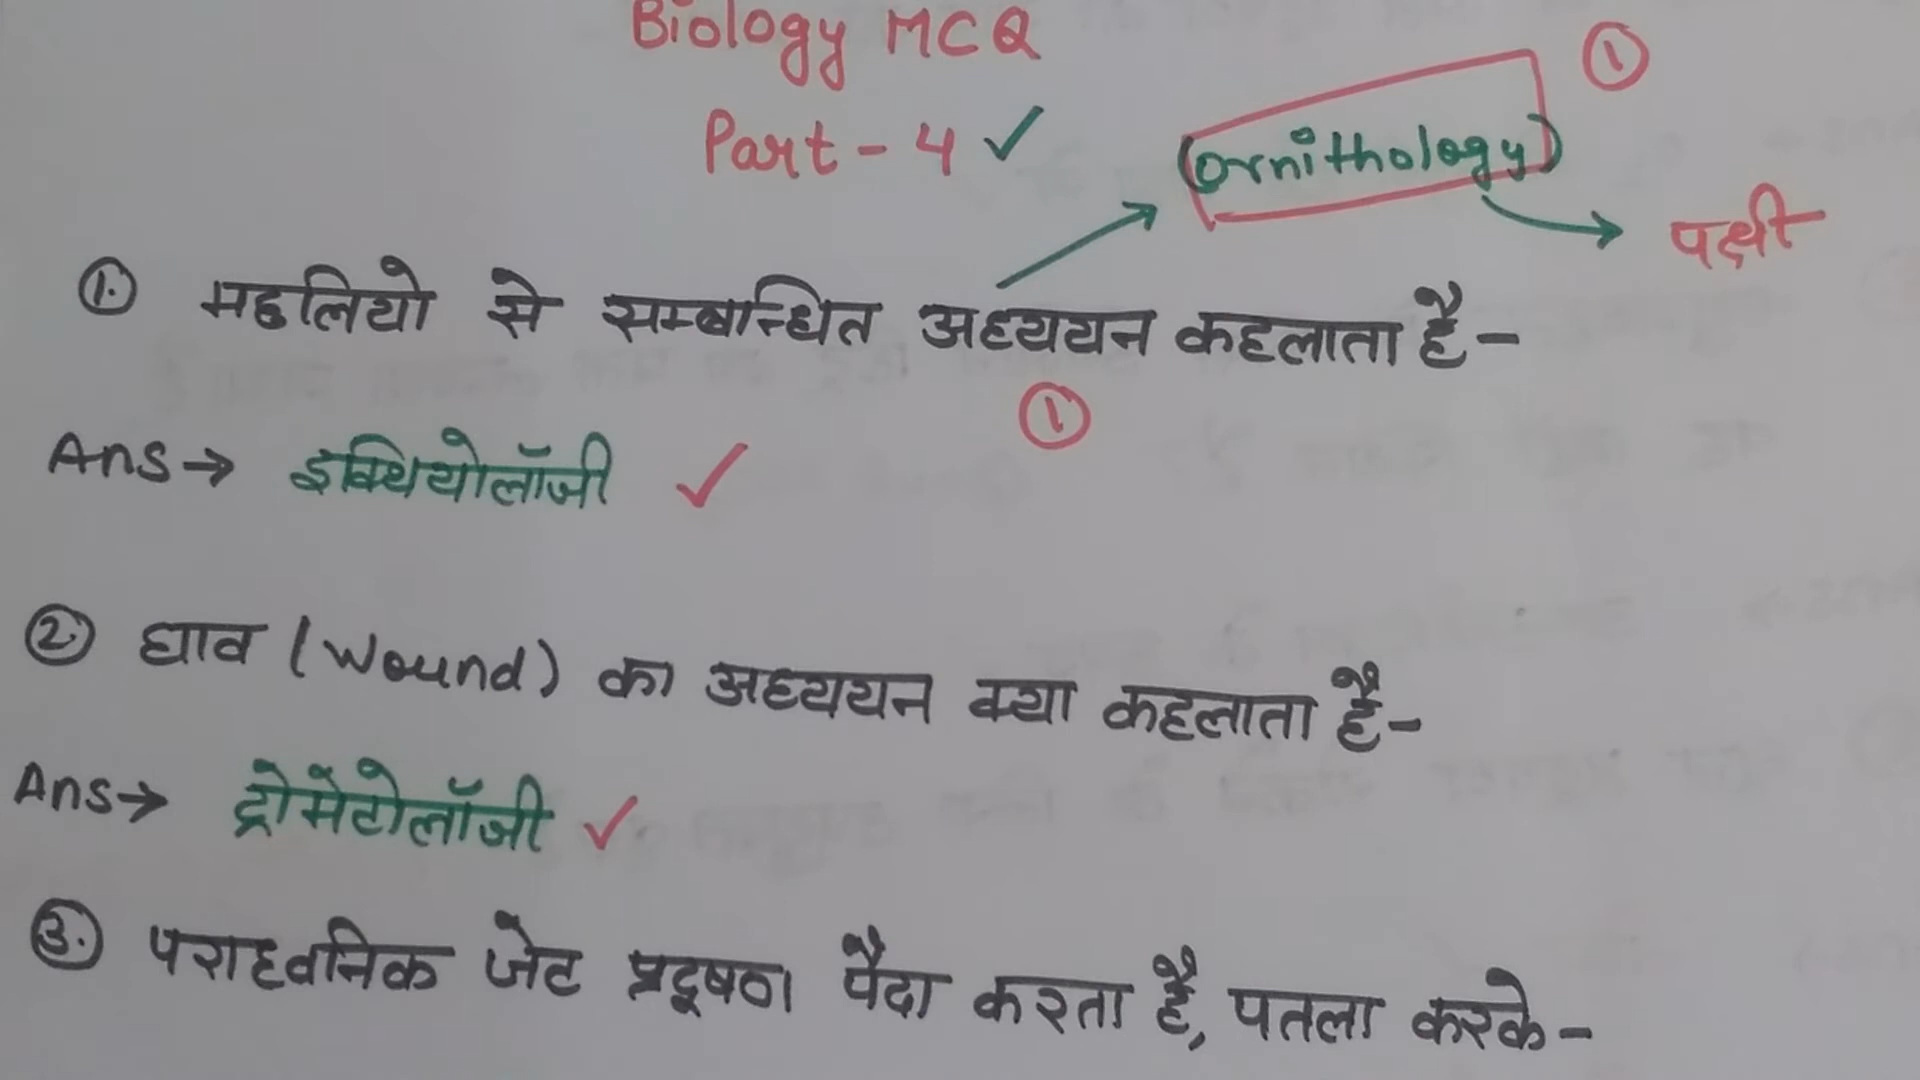 Biology MCQ
Part - 4 ✓
(ornithology)
①
पक्षी
①. मछलियो से सम्बन्धित अध्ययन कहलाता है -
①
Ans → इक्थियोलॉजी ✓
②. घाव (Wound) का अध्ययन क्या कहलाता है -
Ans → ट्रोमेटोलॉजी ✓
③. पराध्वनिक जेट प्रदूषण पैदा करता है, पतला करके -